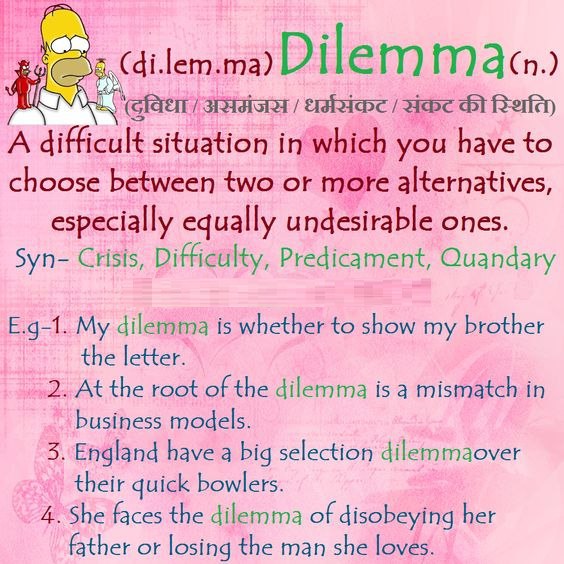 (di.lem.ma) Dilemma (n.)
(दुविधा / असमंजस / धर्मसंकट / संकट की स्थिति)
A difficult situation in which you have to
choose between two or more alternatives,
especially equally undesirable ones.
Syn- Crisis, Difficulty, Predicament, Quandary
E.g-1. My dilemma is whether to show my brother
the letter.
2. At the root of the dilemma is a mismatch in
business models.
3. England have a big selection dilemmaover
their quick bowlers.
4. She faces the dilemma of disobeying her
father or losing the man she loves.